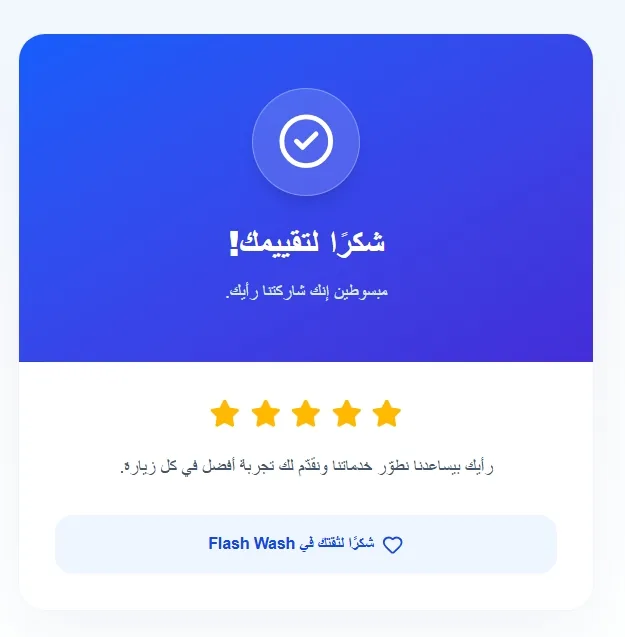 شكرًا لتقييمك!
مبسوطين إنك شاركتنا رأيك.
رأيك بيساعدنا نطوّر خدماتنا ونقدّم لك تجربة أفضل في كل زيارة.
شكرًا لثقتك في Flash Wash